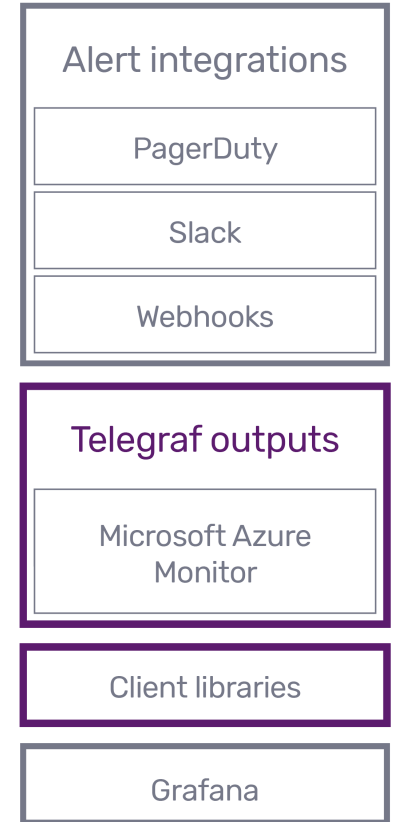 Alert integrations
PagerDuty
Slack
Webhooks
Telegraf outputs
Microsoft Azure
Monitor
Client libraries
Grafana